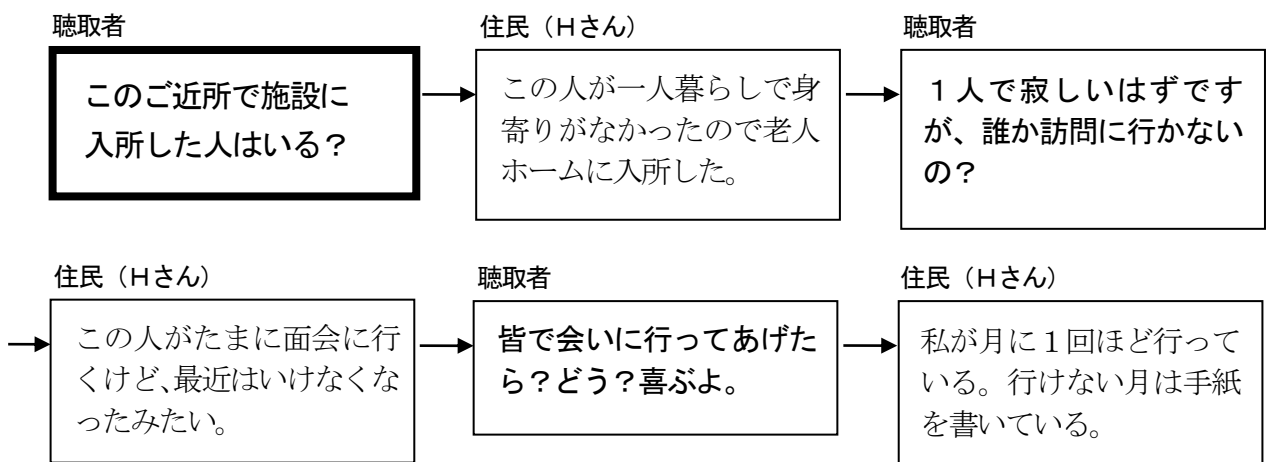 聴取者
このご近所で施設に
入所した人はいる？
住民（Hさん）
この人が一人暮らしで身
寄りがなかったので老人
ホームに入所した。
聴取者
１人で寂しいはずです
が、誰か訪問に行かない
の？
住民（Hさん）
この人がたまに面会に行
くけど、最近はいけなくな
ったみたい。
聴取者
皆で会いに行ってあげた
ら？どう？喜ぶよ。
住民（Hさん）
私が月に１回ほど行って
いる。行けない月は手紙
を書いている。